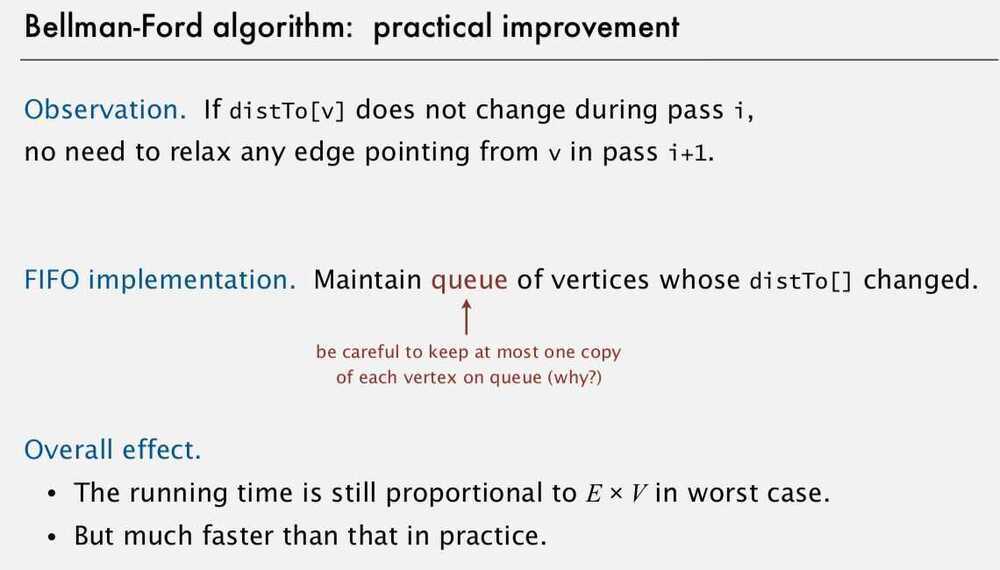 Bellman-Ford algorithm: practical improvement
Observation. If distTo[v] does not change during pass i,
no need to relax any edge pointing from v in pass i+1.
FIFO implementation. Maintain queue of vertices whose distTo[] changed.
be careful to keep at most one copy
of each vertex on queue (why?)
Overall effect.
• The running time is still proportional to E × V in worst case.
• But much faster than that in practice.